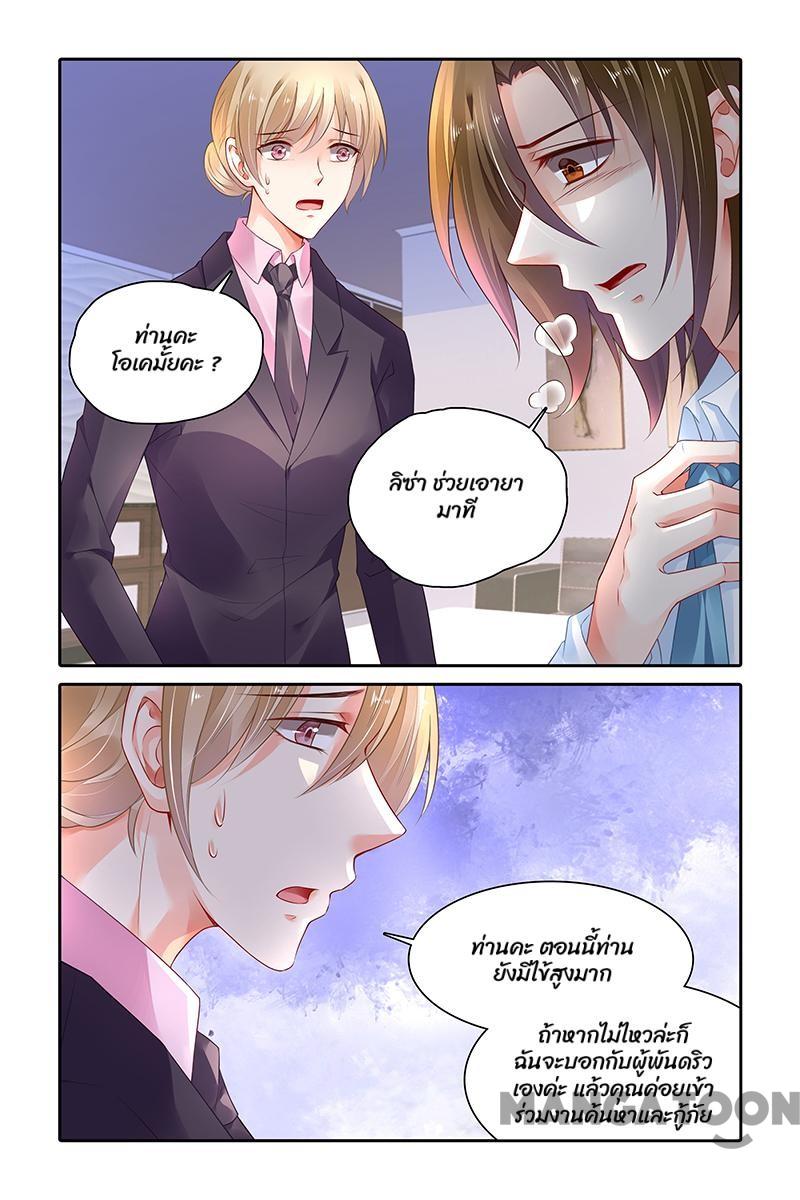 ท่านคะ
โอเคมั้ยคะ ?
ลิซ่า ช่วยเอายา
มาที
ท่านคะ ตอนนี้ท่าน
ยังมีไข้สูงมาก
ถ้าหากไม่ไหวล่ะก็
ฉันจะบอกกับผู้พันดริว
เองค่ะ แล้วคุณค่อยเข้า
ร่วมงานค้นหาและกู้ภัย
MANGATOON